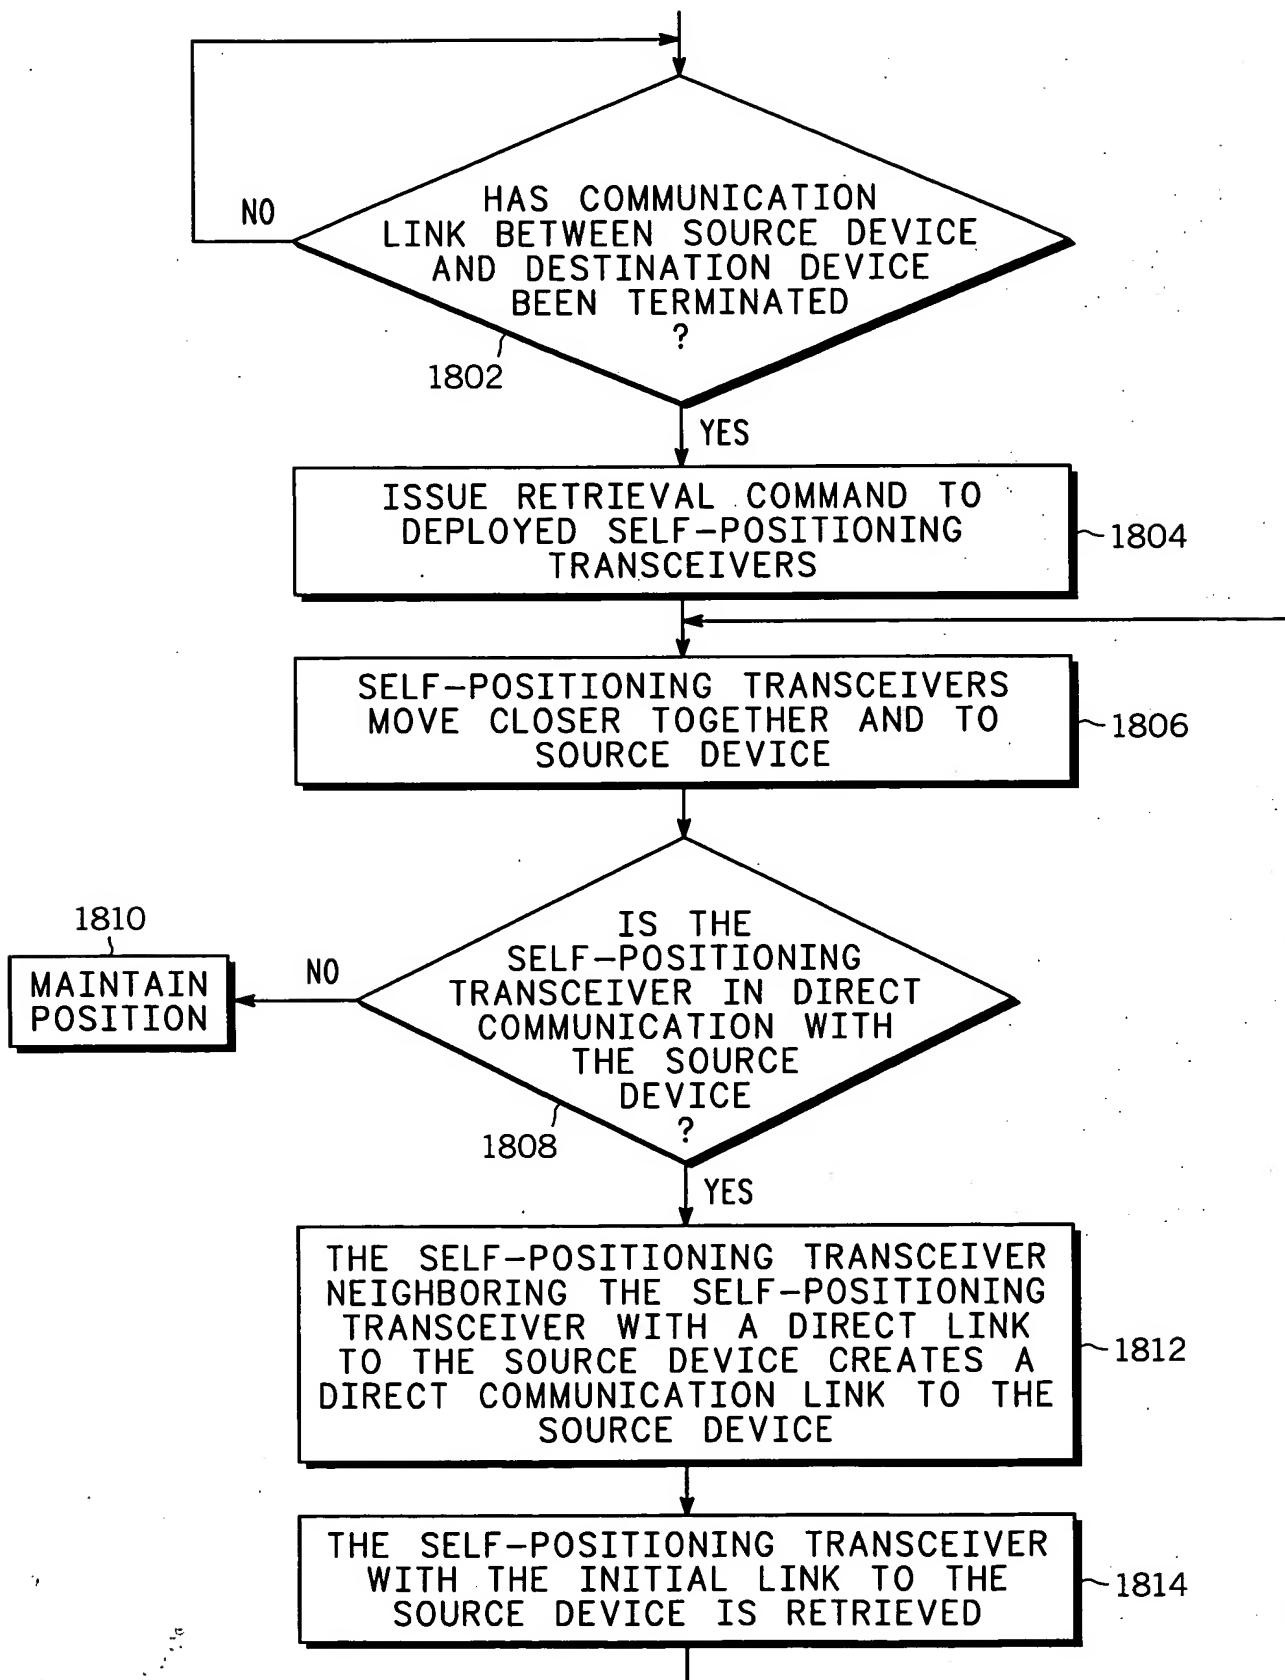 HAS COMMUNICATION
LINK BETWEEN SOURCE DEVICE
AND DESTINATION DEVICE
BEEN TERMINATED
?
NO
1802
YES
ISSUE RETRIEVAL COMMAND TO
DEPLOYED SELF-POSITIONING
TRANSCEIVERS
1804
SELF-POSITIONING TRANSCEIVERS
MOVE CLOSER TOGETHER AND TO
SOURCE DEVICE
1806
IS THE
SELF-POSITIONING
TRANSCEIVER IN DIRECT
COMMUNICATION WITH
THE SOURCE
DEVICE
?
1808
NO
1810
MAINTAIN
POSITION
YES
THE SELF-POSITIONING TRANSCEIVER
NEIGHBORING THE SELF-POSITIONING
TRANSCEIVER WITH A DIRECT LINK
TO THE SOURCE DEVICE CREATES A
DIRECT COMMUNICATION LINK TO THE
SOURCE DEVICE
1812
THE SELF-POSITIONING TRANSCEIVER
WITH THE INITIAL LINK TO THE
SOURCE DEVICE IS RETRIEVED
1814